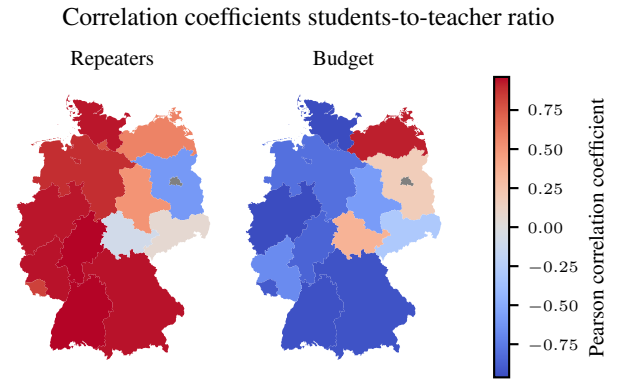 Correlation coefficients students-to-teacher ratio
Repeaters
Budget
0.75
0.50
0.25
0.00
−0.25
−0.50
−0.75
Pearson correlation coefficient